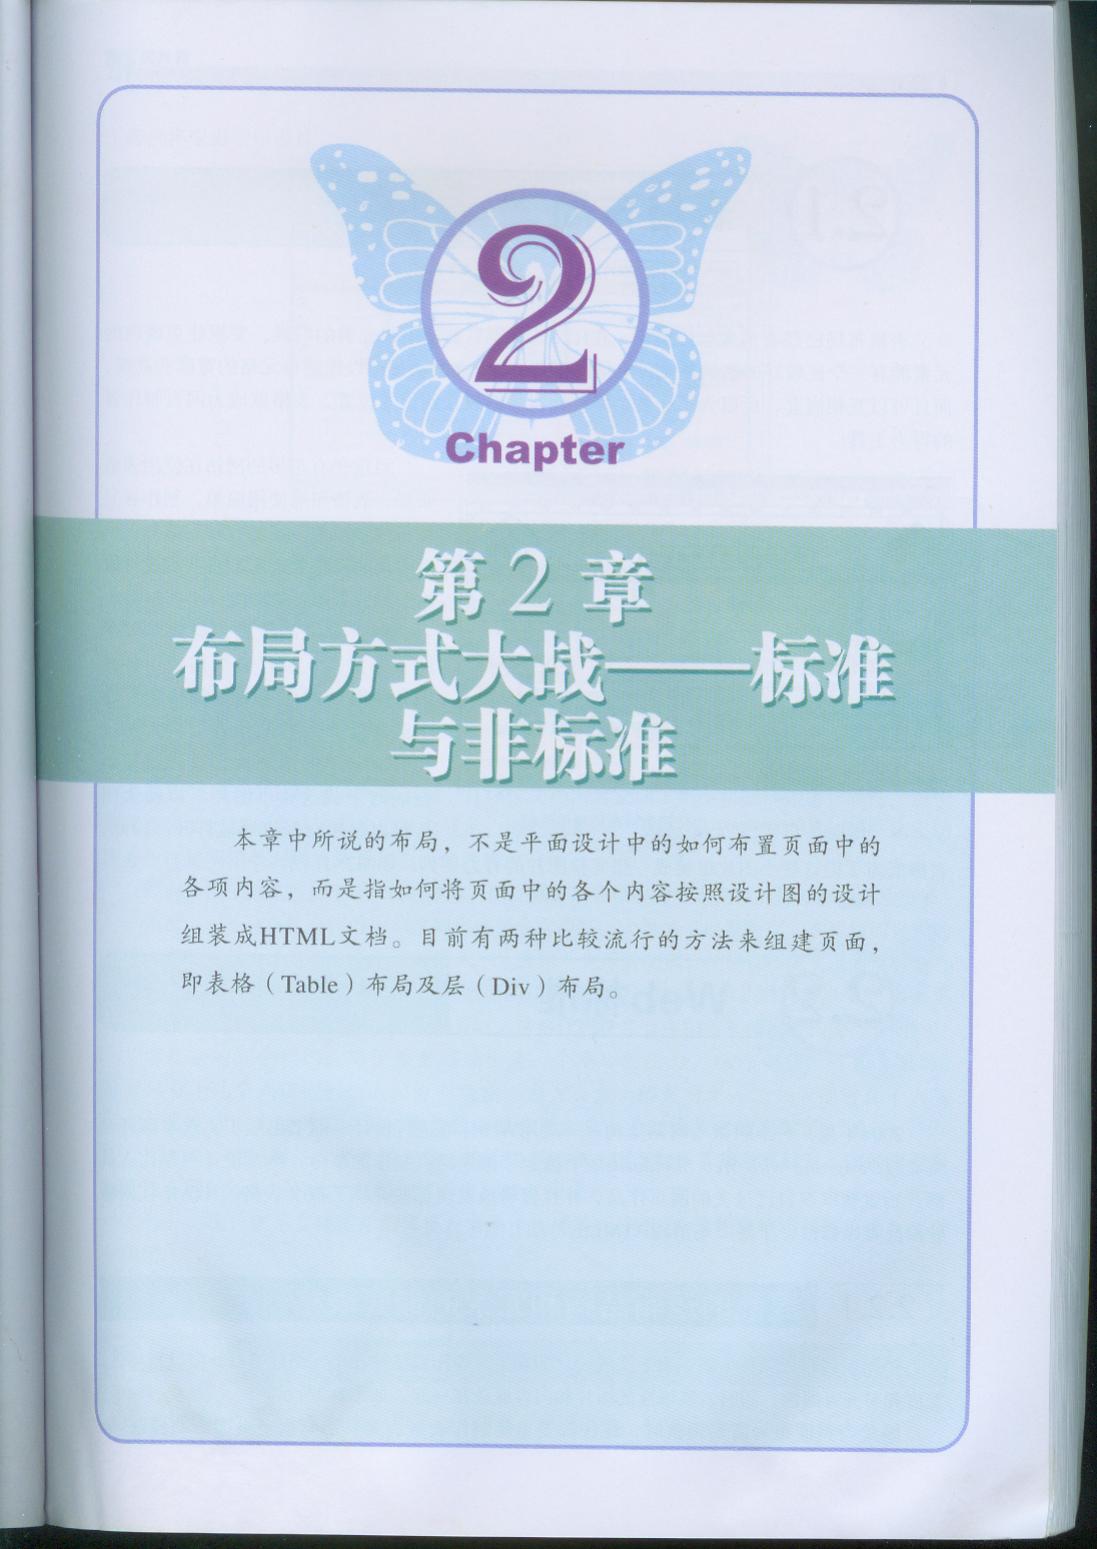 2
Chapter
第 2 章
布局方式大战——标准
与非标准
本章中所说的布局，不是平面设计中的如何布置页面中的
各项内容，而是指如何将页面中的各个内容按照设计图的设计
组装成HTML文档。目前有两种比较流行的方法来组建页面，
即表格（Table）布局及层（Div）布局。